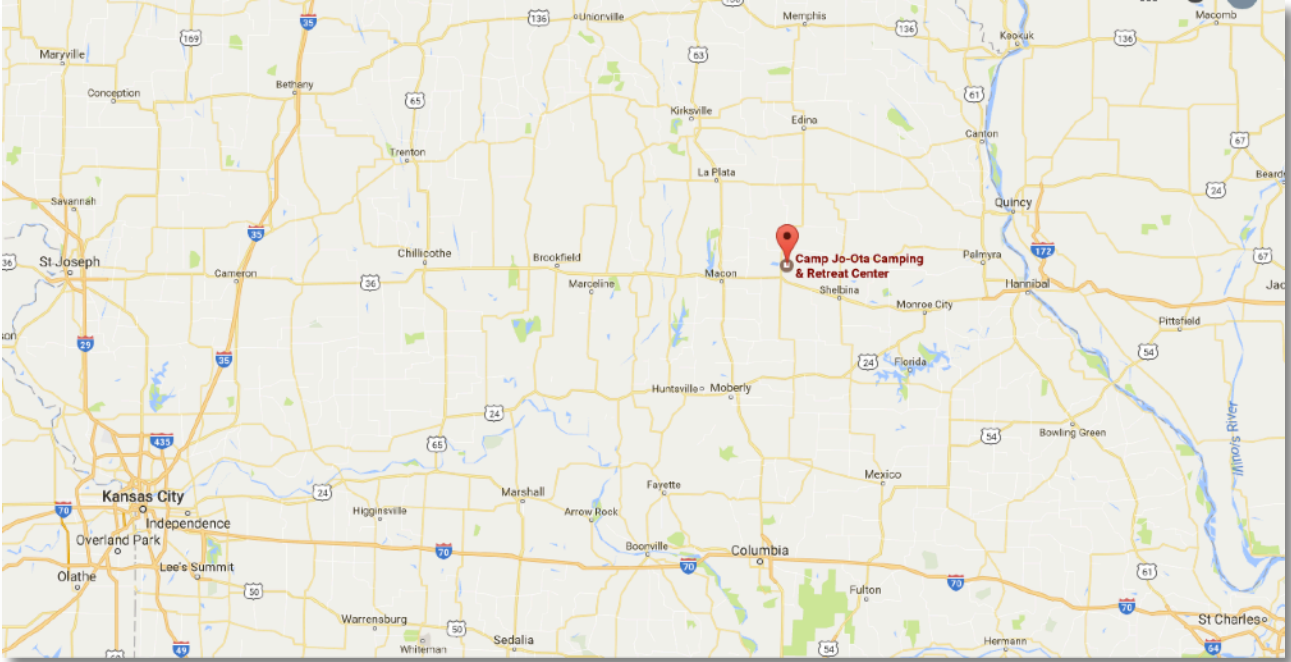 136
Unionville
Memphis
136
Keokuk
136
Macomb
35
169
63
Maryville
Bethany
Conception
65
61
Kirksville
Edina
Canton
67
Trenton
La Plata
24
Savannah
Quincy
35
Chillicothe
Brookfield
Camp Jo-Ota Camping
& Retreat Center
Palmyra
172
67
36
St Joseph
Cameron
36
Marceline
Macon
Shelbina
Hannibal
Monroe City
Pittsfield
29
35
24
Florida
54
Huntsville
Moberly
24
435
65
54
Bowling Green
Illinois River
Mexico
Kansas City
24
Marshall
Fayette
70
Independence
Higginsville
Arrow Rock
Overland Park
70
Boonville
Columbia
70
Olathe
Lee's Summit
50
61
Fulton
70
70
Warrensburg
50
St Charles
Whiteman
Sedalia
Hermann
49
54
64